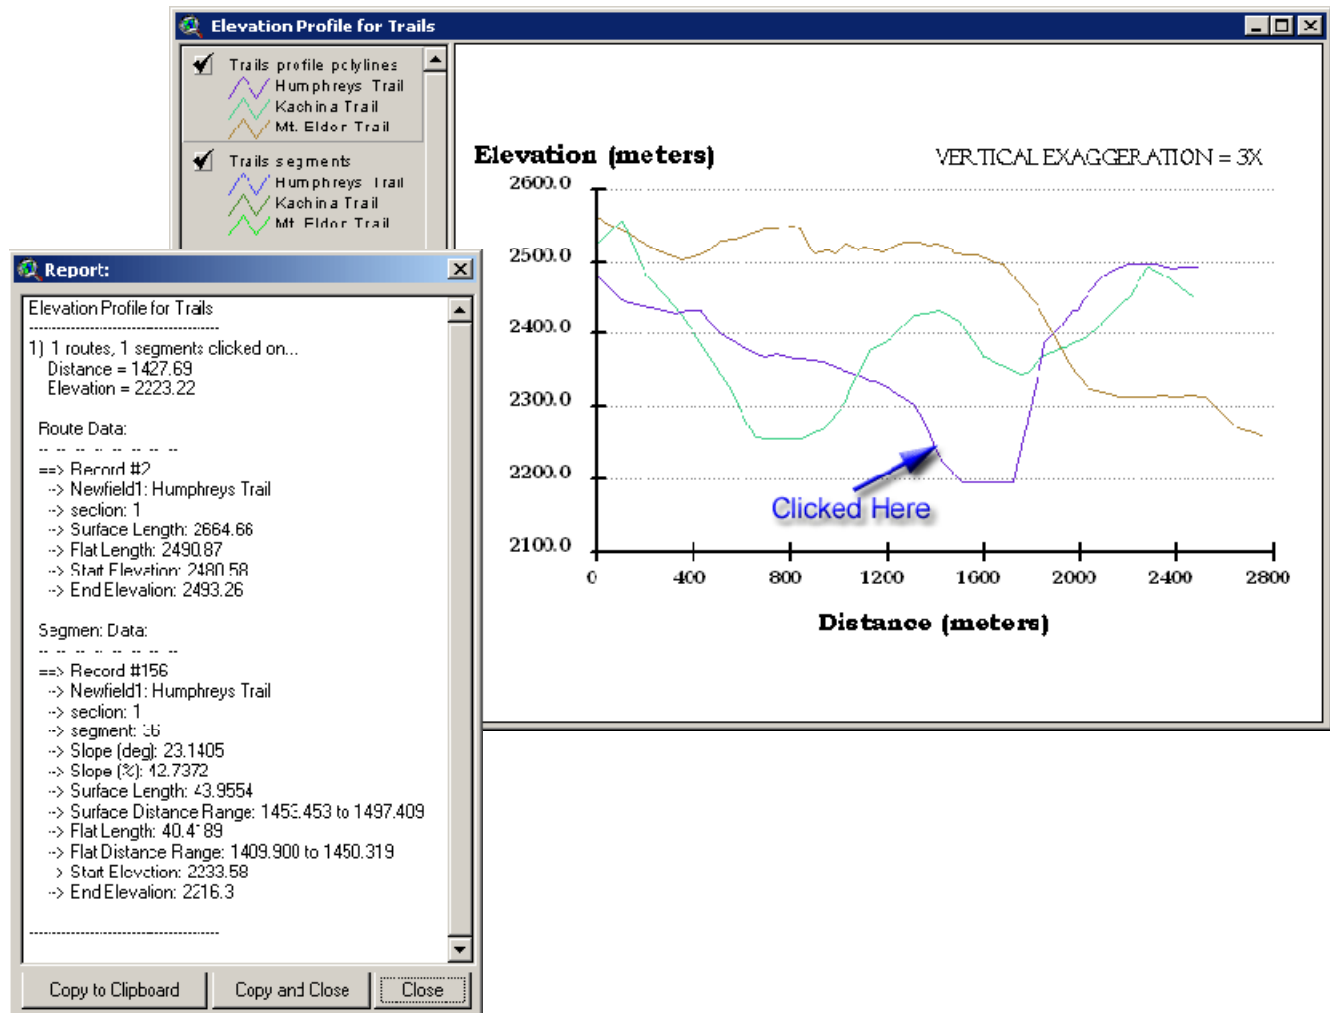 Elevation Profile for Trails
Trails profile polylines
Humphreys Trail
Kachina Trail
Mt. Eldon Trail
Trails segments
Humphreys Trail
Kachina Trail
Mt. Eldon Trail
Elevation (meters)
VERTICAL EXAGGERATION = 3X
2600.0
2500.0
2400.0
2300.0
2200.0
2100.0
Clicked Here
0 400 800 1200 1600 2000 2400 2800
Distance (meters)
Report:
Elevation Profile for Trails
----------------------------------------
1) 1 routes, 1 segments clicked on...
Distance = 1427.69
Elevation = 2223.22
Route Data:
-- -- -- -- -- -- -- --
==> Record #2
--> Newfield1: Humphreys Trail
--> section: 1
--> Surface Length: 2664.66
--> Flat Length: 2490.87
--> Start Elevation: 2480.58
--> End Elevation: 2493.26
Segment Data:
-- -- -- -- -- -- -- --
==> Record #156
--> Newfield1: Humphreys Trail
--> section: 1
--> segment: 36
--> Slope (deg): 23.1405
--> Slope (%): 42.7372
--> Surface Length: 43.9554
--> Surface Distance Range: 1453.453 to 1497.409
--> Flat Length: 40.4189
--> Flat Distance Range: 1409.900 to 1450.319
--> Start Elevation: 2233.58
--> End Elevation: 2216.3
----------------------------------------
Copy to Clipboard
Copy and Close
Close